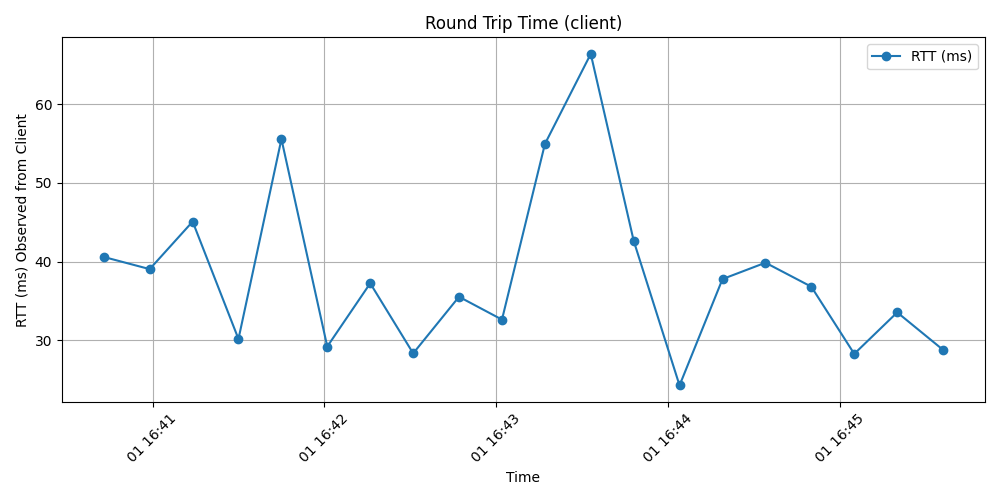 Round Trip Time (client)
RTT (ms)
RTT (ms) Observed from Client
60
50
40
30
01 16:41
01 16:42
01 16:43
01 16:44
01 16:45
Time